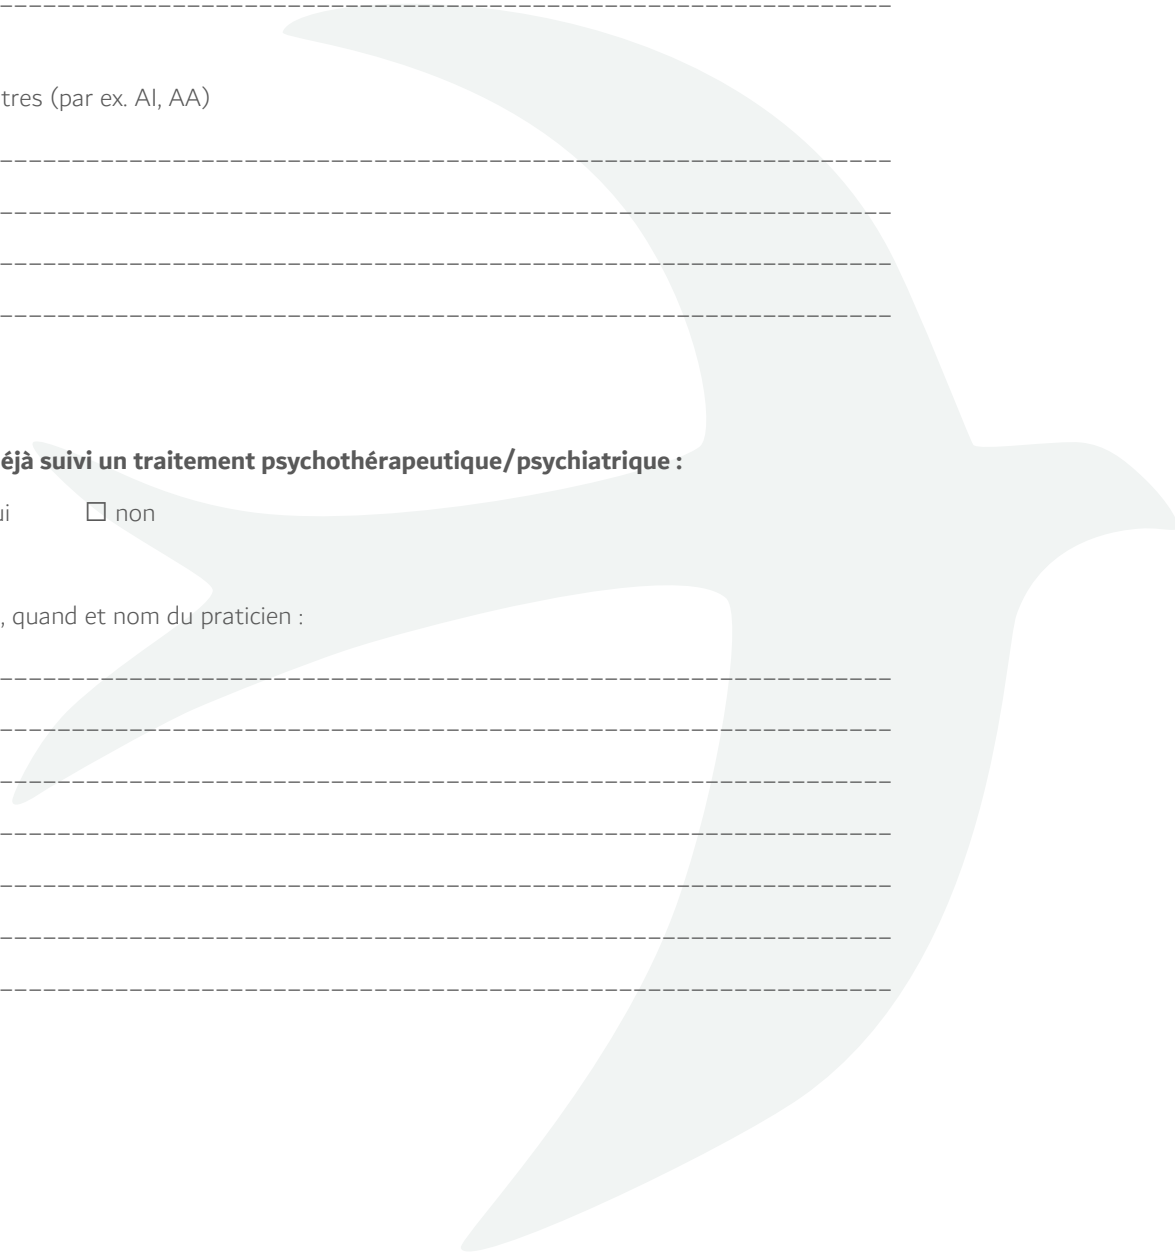 tres (par ex. AI, AA)
éjà suivi un traitement psychothérapeutique/psychiatrique :
ui ☐ non
, quand et nom du praticien :